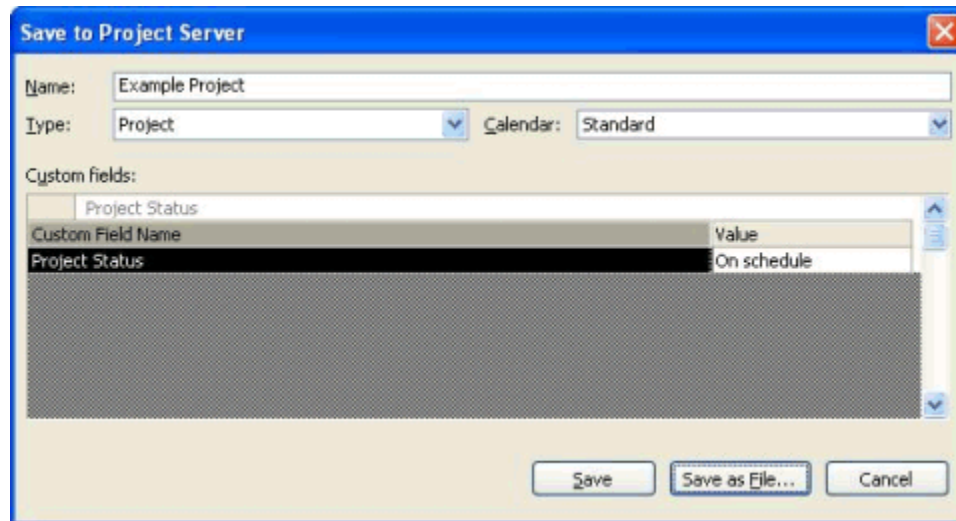 Save to Project Server
Name: Example Project
Type: Project Calendar: Standard
Custom fields:
Project Status
Custom Field Name Value
Project Status On schedule
Save Save as File... Cancel